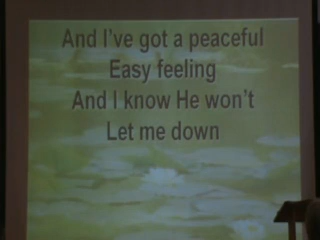 And I've got a peaceful
Easy feeling
And I know He won't
Let me down